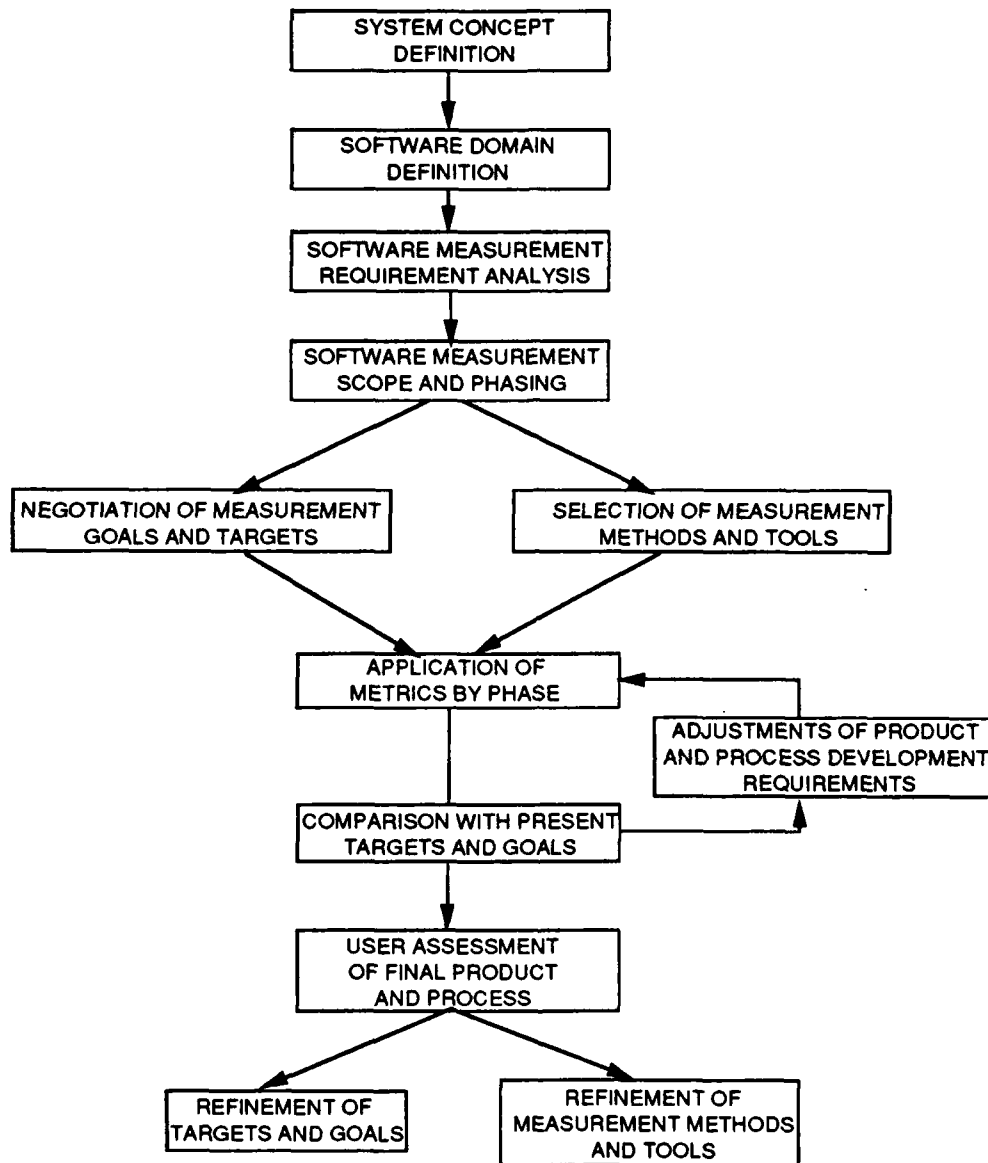 SYSTEM CONCEPT
DEFINITION
SOFTWARE DOMAIN
DEFINITION
SOFTWARE MEASUREMENT
REQUIREMENT ANALYSIS
SOFTWARE MEASUREMENT
SCOPE AND PHASING
NEGOTIATION OF MEASUREMENT
GOALS AND TARGETS
SELECTION OF MEASUREMENT
METHODS AND TOOLS
APPLICATION OF
METRICS BY PHASE
ADJUSTMENTS OF PRODUCT
AND PROCESS DEVELOPMENT
REQUIREMENTS
COMPARISON WITH PRESENT
TARGETS AND GOALS
USER ASSESSMENT
OF FINAL PRODUCT
AND PROCESS
REFINEMENT OF
TARGETS AND GOALS
REFINEMENT OF
MEASUREMENT METHODS
AND TOOLS